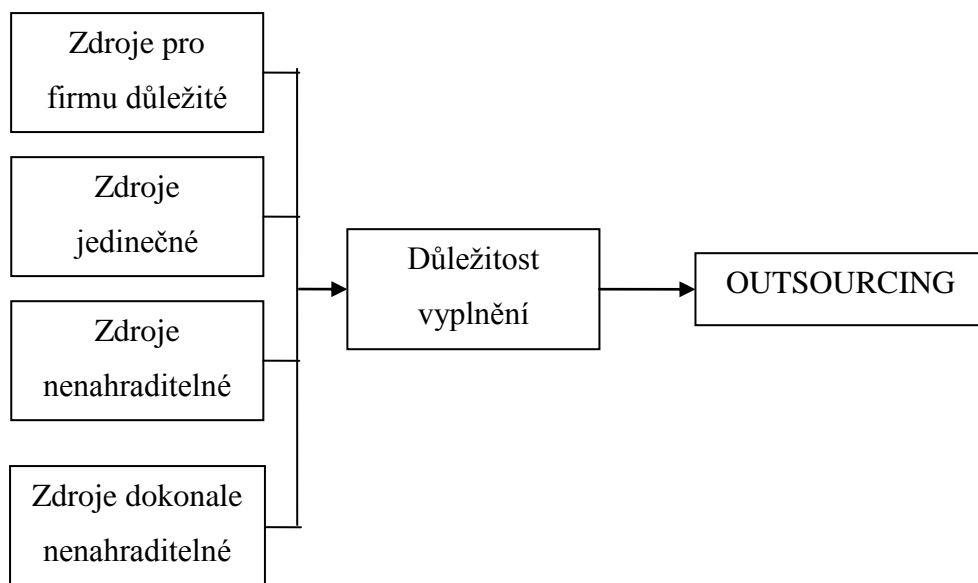 Zdroje pro
firmu důležité
Zdroje
jedinečné
Důležitost
vyplnění
OUTSOURCING
Zdroje
nenahraditelné
Zdroje dokonale
nenahraditelné